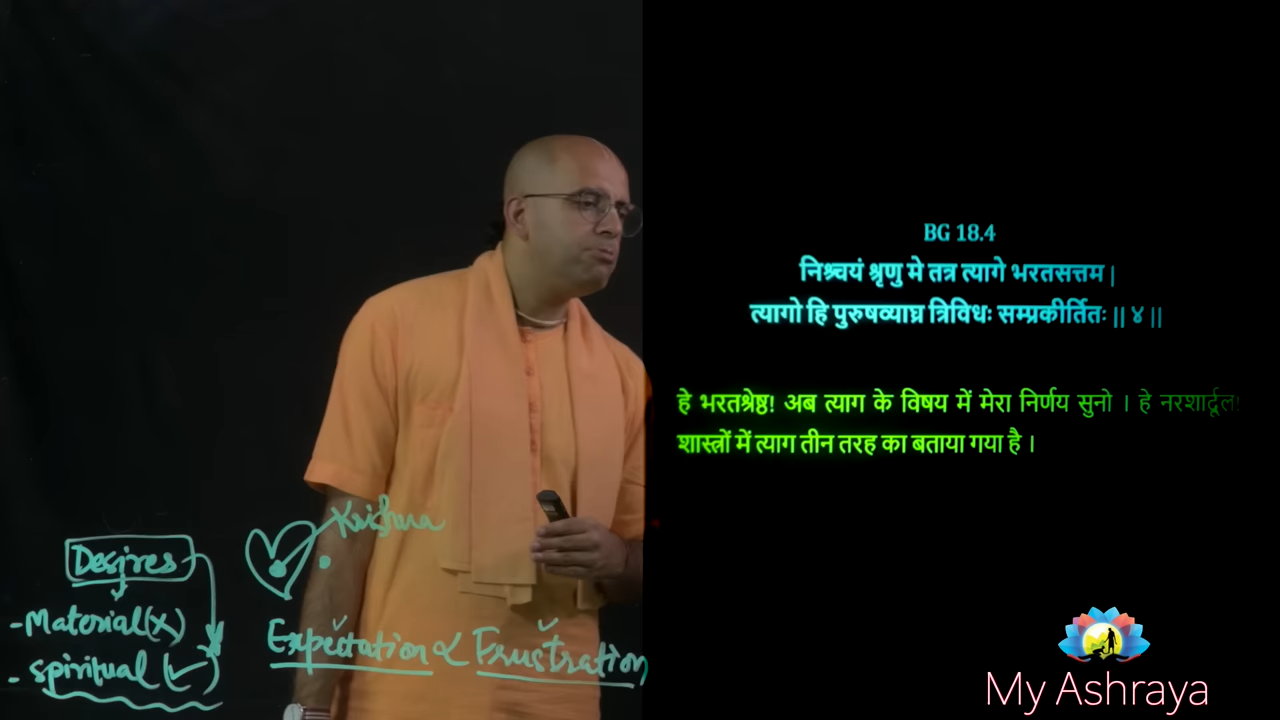 Krishna
Desires
- Material (x)
- spiritual (✓)
Expectation ∝ Frustration
BG 18.4
निश्र्चयं श्रृणु मे तत्र त्यागे भरतसत्तम |
त्यागो हि पुरुषव्याघ्र त्रिविधः सम्प्रकीर्तितः || ४ ||
हे भरतश्रेष्ठ! अब त्याग के विषय में मेरा निर्णय सुनो । हे नरशार्दूल!
शास्त्रों में त्याग तीन तरह का बताया गया है ।
My Ashraya